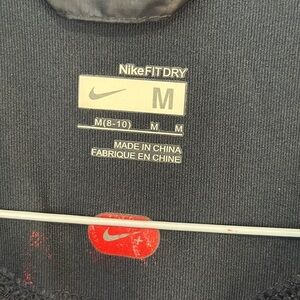 NikeFITDRY
M
M(8-10) M M
MADE IN CHINA
FABRIQUE EN CHINE